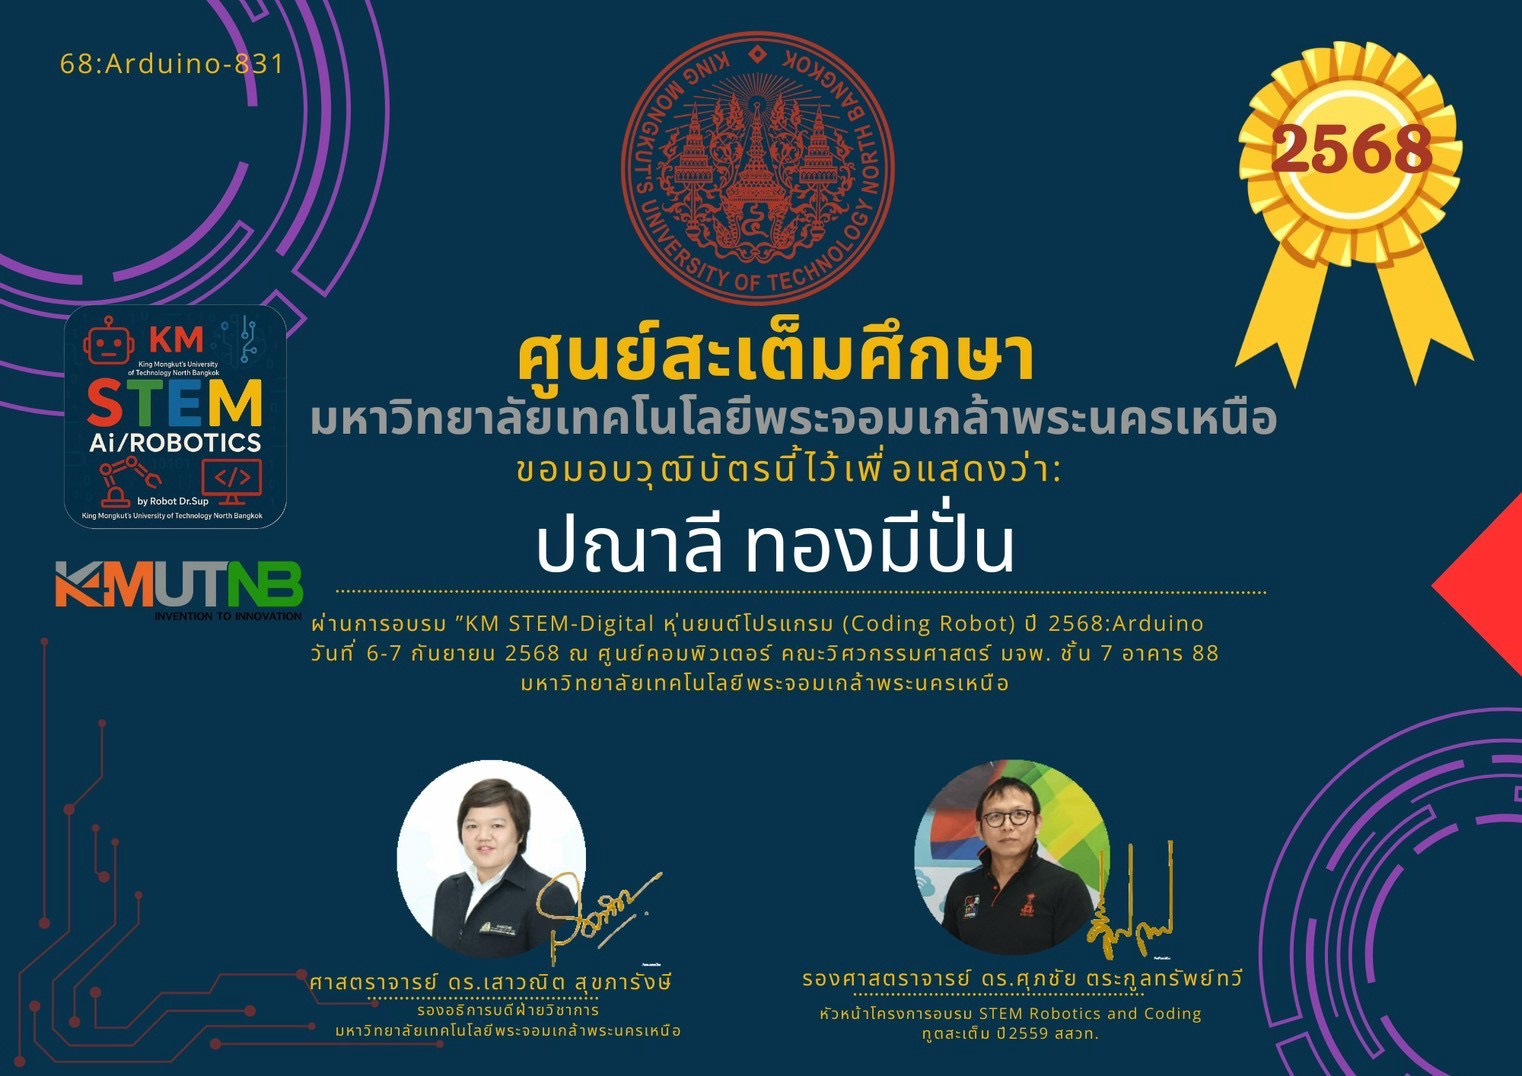 68:Arduino-831
KING MONGKUT'S UNIVERSITY OF TECHNOLOGY NORTH BANGKOK
2568
KM
King Mongkut's University
of Technology North Bangkok
STEM
Ai/ROBOTICS
</>
by Robot Dr.Sup
King Mongkut's University of Technology North Bangkok
KMUTNB
INVENTION TO INNOVATION
ศูนย์สะเต็มศึกษา
มหาวิทยาลัยเทคโนโลยีพระจอมเกล้าพระนครเหนือ
ขอมอบวุฒิบัตรนี้ไว้เพื่อแสดงว่า:
ปณาลี ทองมีปั่น
ผ่านการอบรม "KM STEM-Digital หุ่นยนต์โปรแกรม (Coding Robot) ปี 2568:Arduino
วันที่ 6-7 กันยายน 2568 ณ ศูนย์คอมพิวเตอร์ คณะวิศวกรรมศาสตร์ มจพ. ชั้น 7 อาคาร 88
มหาวิทยาลัยเทคโนโลยีพระจอมเกล้าพระนครเหนือ
ศาสตราจารย์ ดร.เสาวณิต สุขภารังษี
รองอธิการบดีฝ่ายวิชาการ
มหาวิทยาลัยเทคโนโลยีพระจอมเกล้าพระนครเหนือ
รองศาสตราจารย์ ดร.ศุภชัย ตระกูลทรัพย์ทวี
หัวหน้าโครงการอบรม STEM Robotics and Coding
ทูตสะเต็ม ปี2559 สสวท.